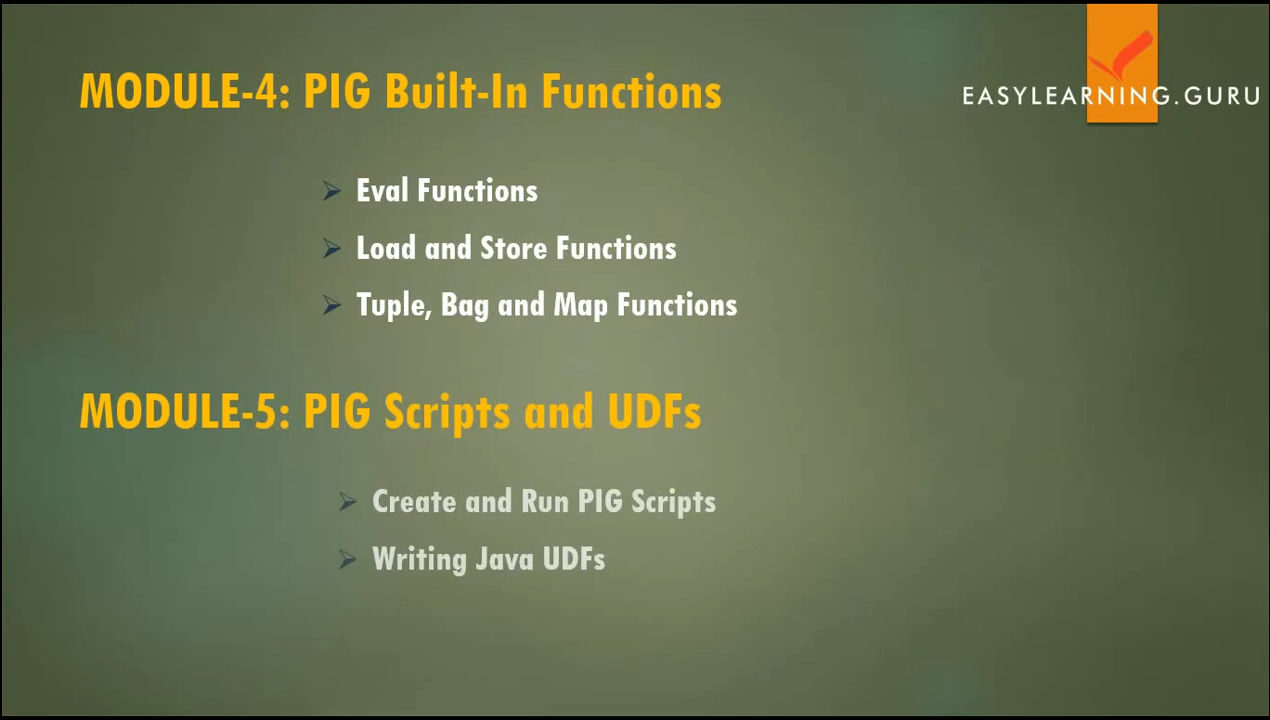 MODULE-4: PIG Built-In Functions
EASYLEARNING.GURU
Eval Functions
Load and Store Functions
Tuple, Bag and Map Functions
MODULE-5: PIG Scripts and UDFs
Create and Run PIG Scripts
Writing Java UDFs